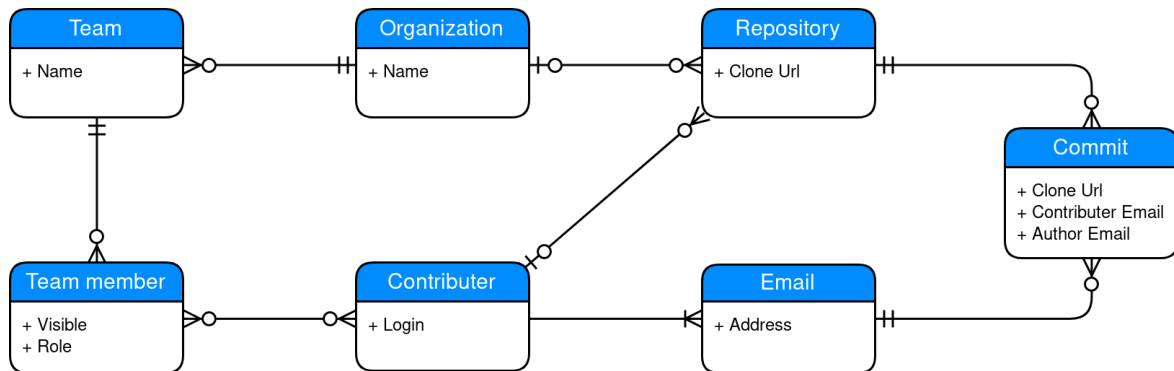 Team
+ Name
Organization
+ Name
Repository
+ Clone Url
Commit
+ Clone Url
+ Contributer Email
+ Author Email
Team member
+ Visible
+ Role
Contributer
+ Login
Email
+ Address